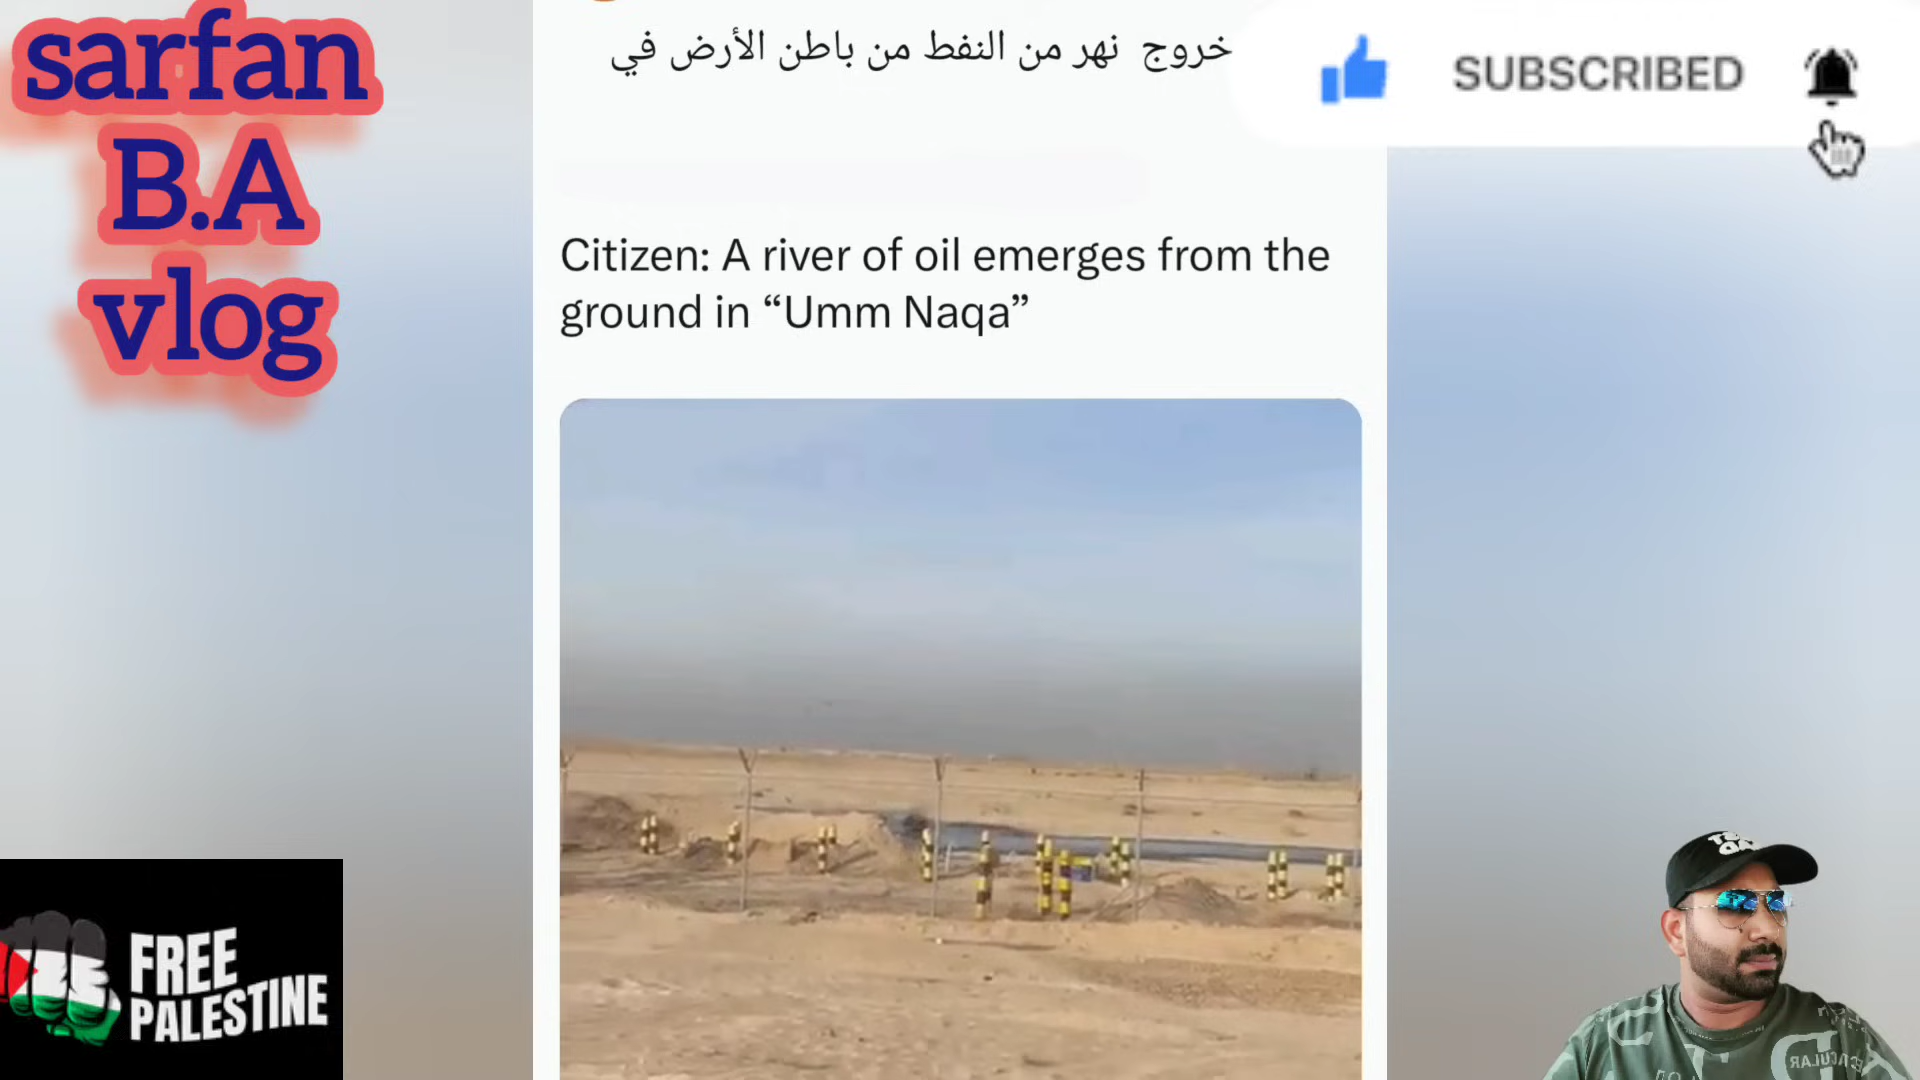 sarfan
B.A
vlog
خروج نهر من النفط من باطن الأرض في
SUBSCRIBED
Citizen: A river of oil emerges from the
ground in “Umm Naqa”
FREE
PALESTINE